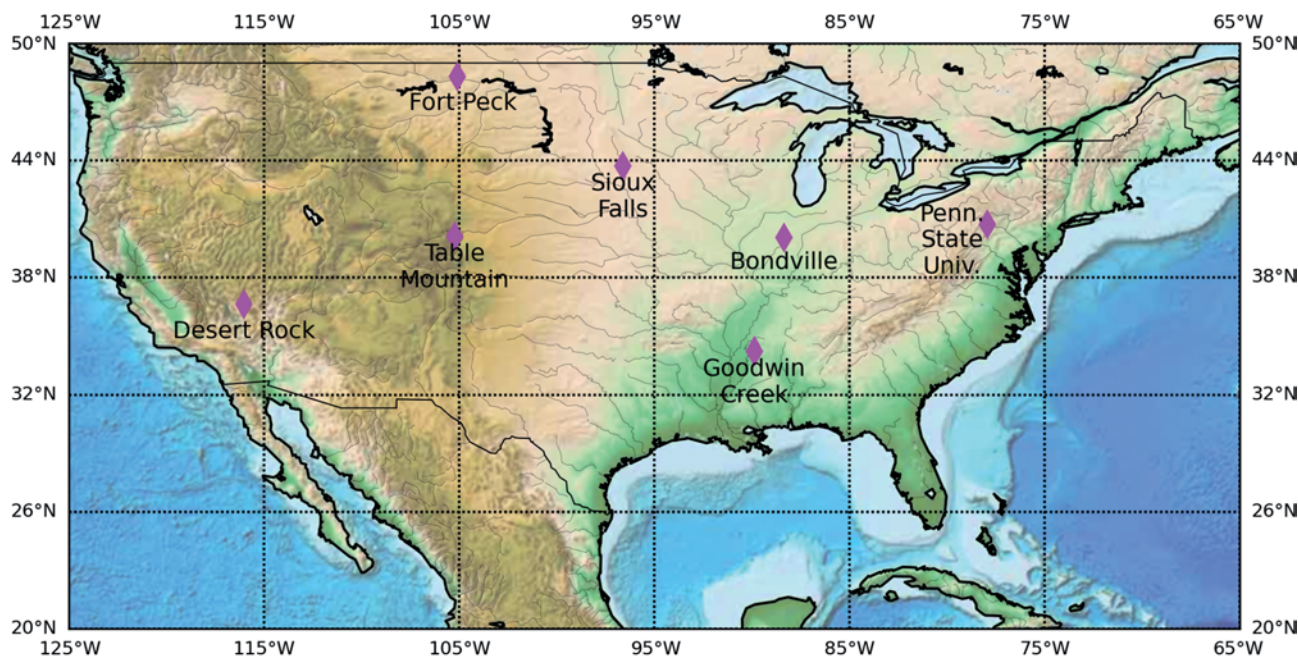 125°W 115°W 105°W 95°W 85°W 75°W 65°W
50°N 50°N
Fort Peck
44°N 44°N
Sioux
Falls
Penn.
State
Univ.
Table
Mountain
Bondville
38°N 38°N
Desert Rock
Goodwin
Creek
32°N 32°N
26°N 26°N
20°N 20°N
125°W 115°W 105°W 95°W 85°W 75°W 65°W